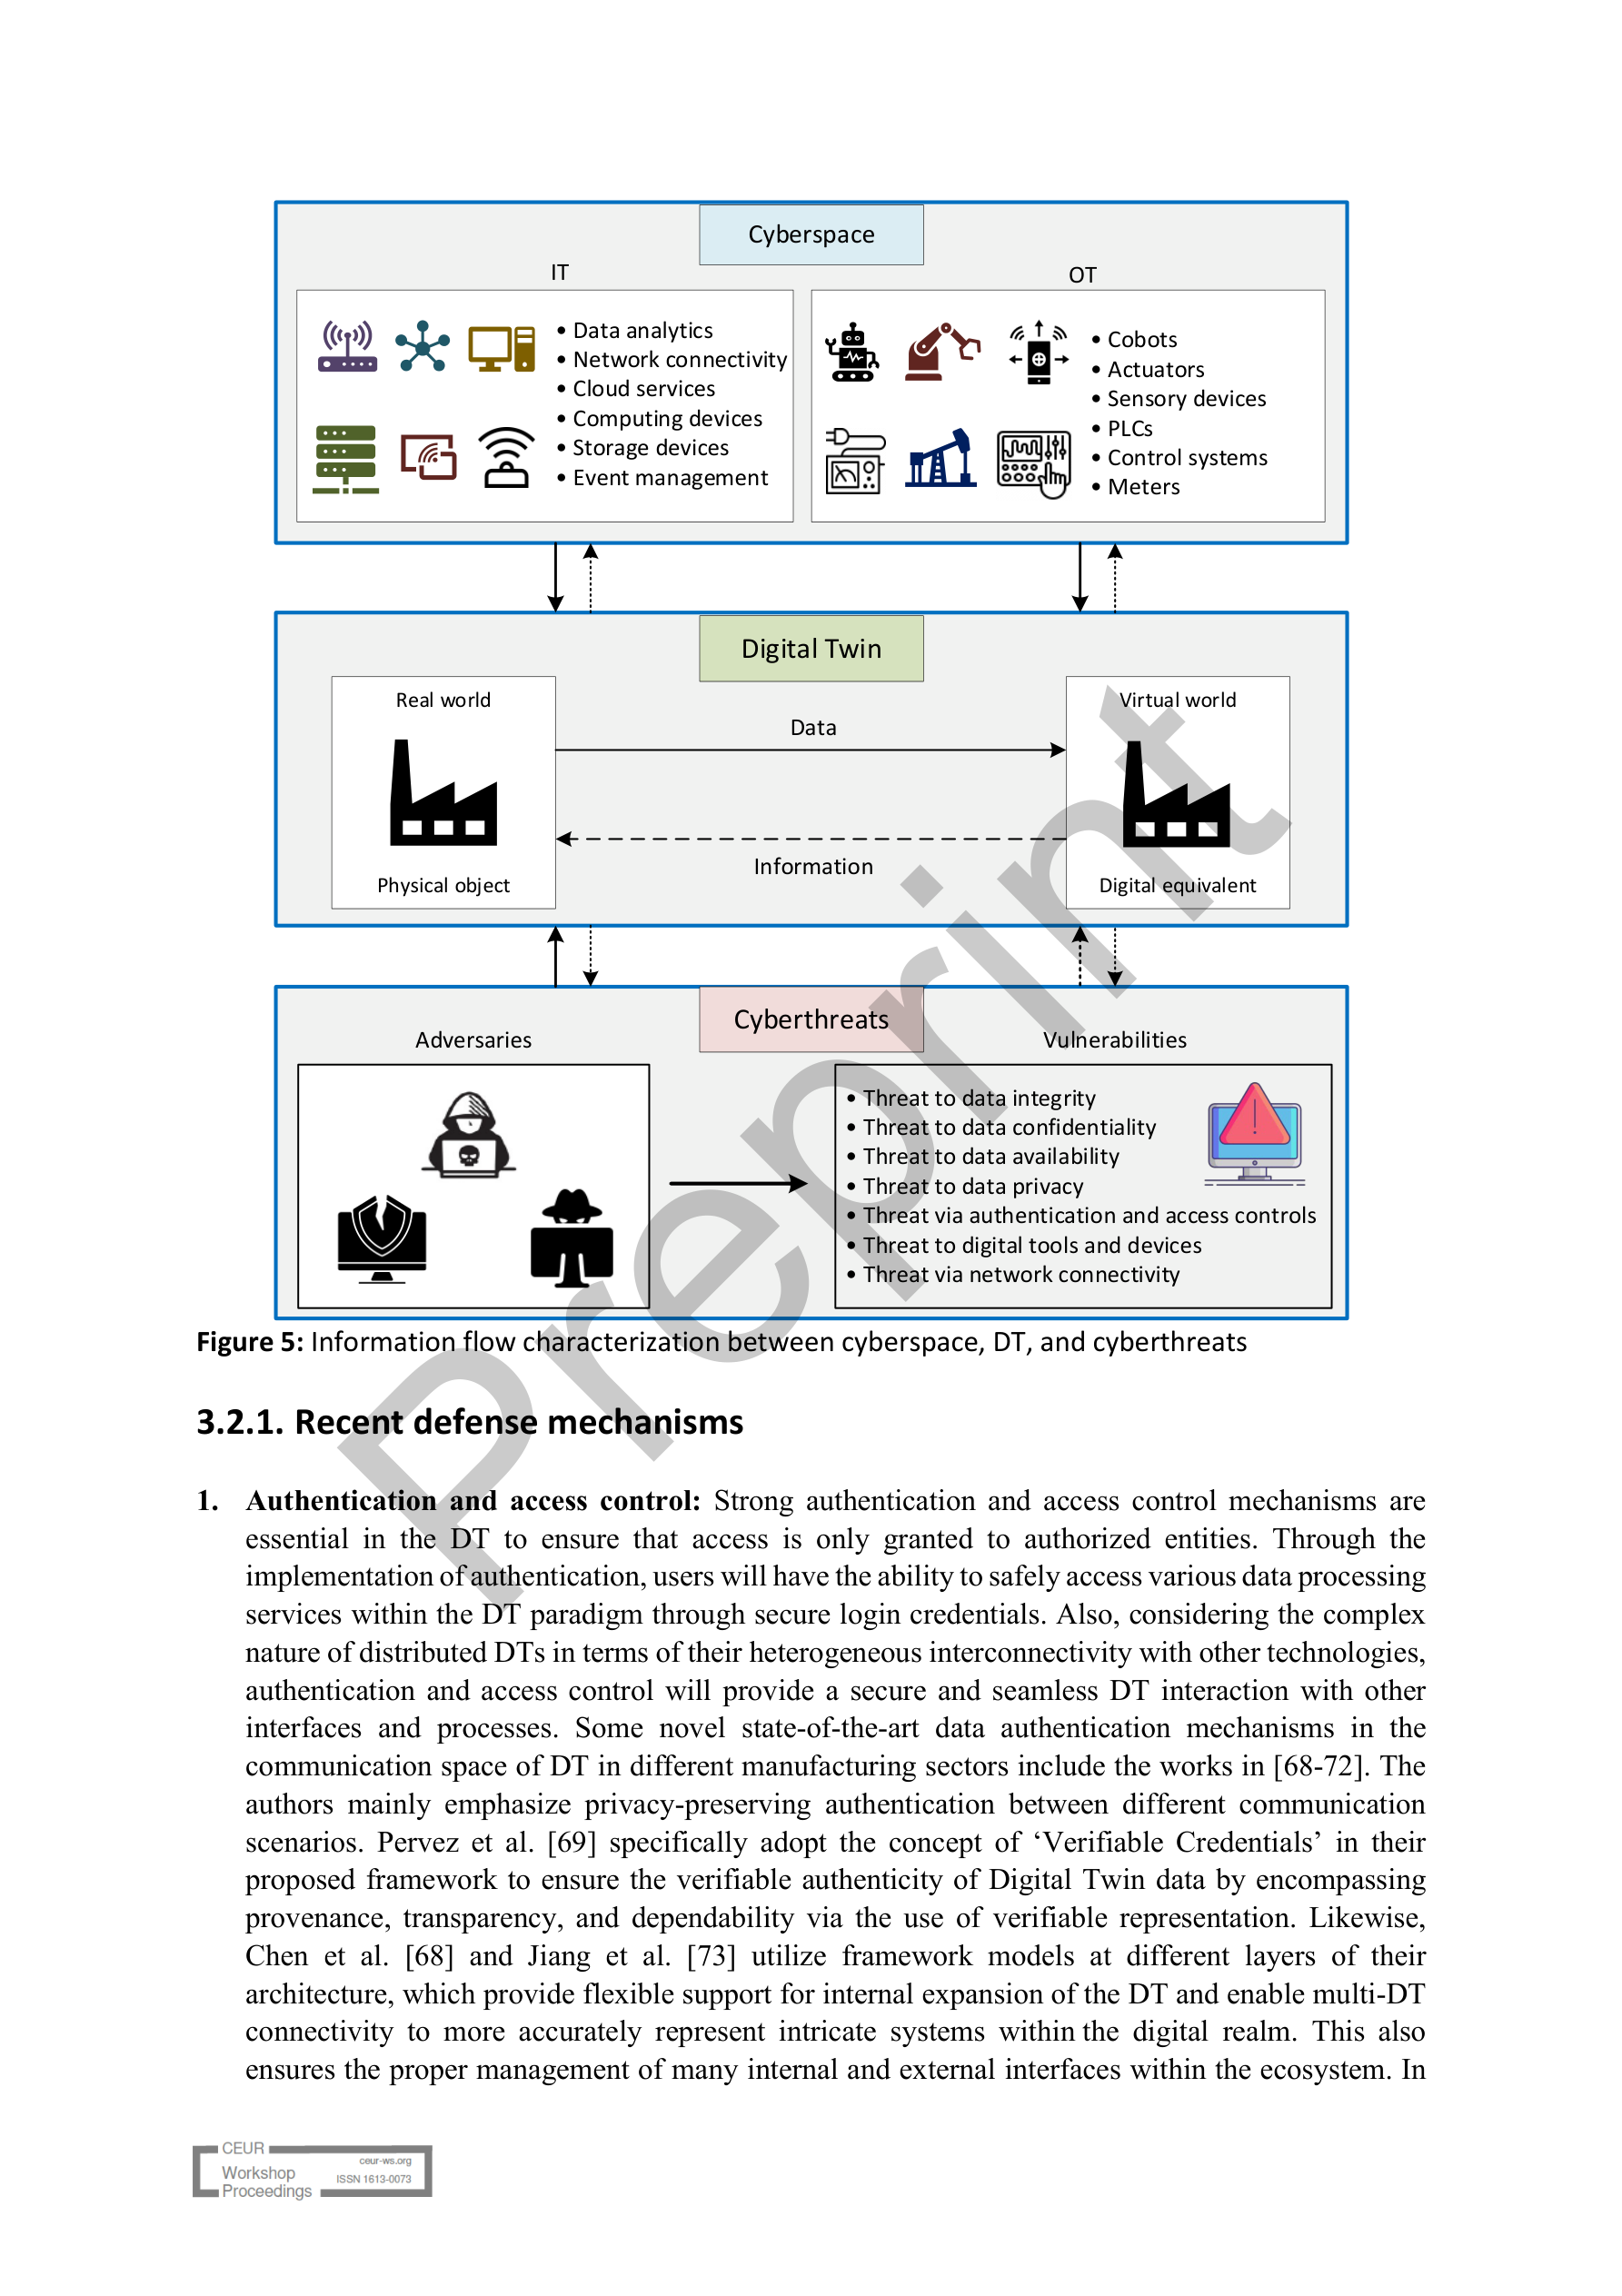 Cyberspace
IT
• Data analytics
• Network connectivity
• Cloud services
• Computing devices
• Storage devices
• Event management
OT
• Cobots
• Actuators
• Sensory devices
• PLCs
• Control systems
• Meters
Digital Twin
Real world
Physical object
Data
Information
Virtual world
Digital equivalent
Cyberthreats
Adversaries
Vulnerabilities
• Threat to data integrity
• Threat to data confidentiality
• Threat to data availability
• Threat to data privacy
• Threat via authentication and access controls
• Threat to digital tools and devices
• Threat via network connectivity
Preprint
Figure 5: Information flow characterization between cyberspace, DT, and cyberthreats
3.2.1. Recent defense mechanisms
1. Authentication and access control: Strong authentication and access control mechanisms are
essential in the DT to ensure that access is only granted to authorized entities. Through the
implementation of authentication, users will have the ability to safely access various data processing
services within the DT paradigm through secure login credentials. Also, considering the complex
nature of distributed DTs in terms of their heterogeneous interconnectivity with other technologies,
authentication and access control will provide a secure and seamless DT interaction with other
interfaces and processes. Some novel state-of-the-art data authentication mechanisms in the
communication space of DT in different manufacturing sectors include the works in [68-72]. The
authors mainly emphasize privacy-preserving authentication between different communication
scenarios. Pervez et al. [69] specifically adopt the concept of ‘Verifiable Credentials’ in their
proposed framework to ensure the verifiable authenticity of Digital Twin data by encompassing
provenance, transparency, and dependability via the use of verifiable representation. Likewise,
Chen et al. [68] and Jiang et al. [73] utilize framework models at different layers of their
architecture, which provide flexible support for internal expansion of the DT and enable multi-DT
connectivity to more accurately represent intricate systems within the digital realm. This also
ensures the proper management of many internal and external interfaces within the ecosystem. In
CEUR
Workshop
Proceedings
ceur-ws.org
ISSN 1613-0073